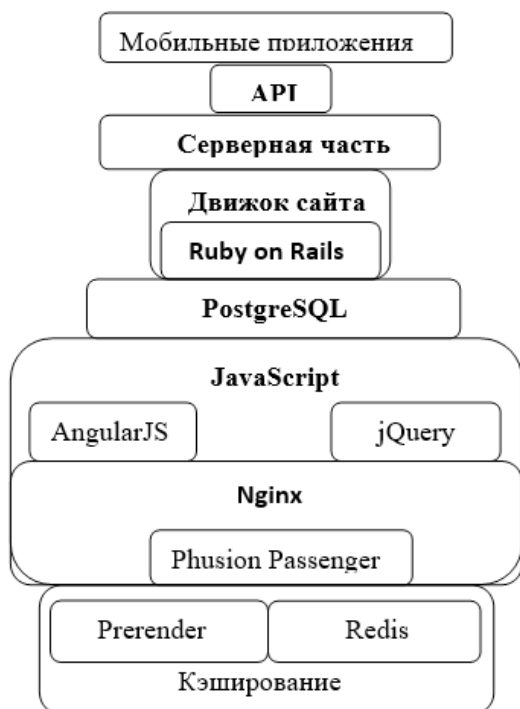 Мобильные приложения
API
Серверная часть
Движок сайта
Ruby on Rails
PostgreSQL
JavaScript
AngularJS
jQuery
Nginx
Phusion Passenger
Prerender
Redis
Кэширование